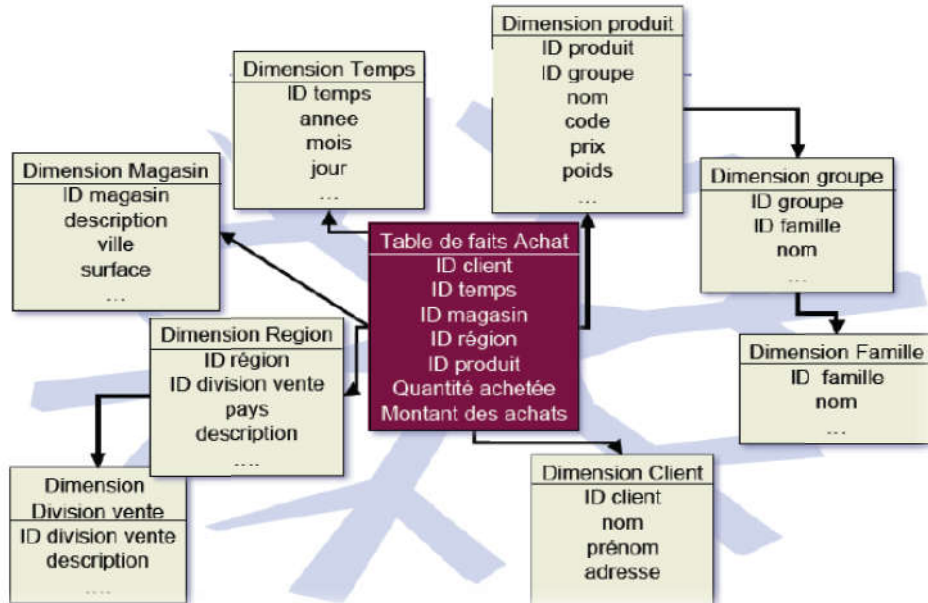 Dimension produit
ID produit
ID groupe
nom
code
prix
poids
...
Dimension Temps
ID temps
annee
mois
jour
...
Dimension Magasin
ID magasin
description
ville
surface
...
Dimension groupe
ID groupe
ID famille
nom
...
Table de faits Achat
ID client
ID temps
ID magasin
ID région
ID produit
Quantité achetée
Montant des achats
Dimension Region
ID région
ID division vente
pays
description
....
Dimension Famille
ID famille
nom
...
Dimension
Division vente
ID division vente
description
....
Dimension Client
ID client
nom
prénom
adresse